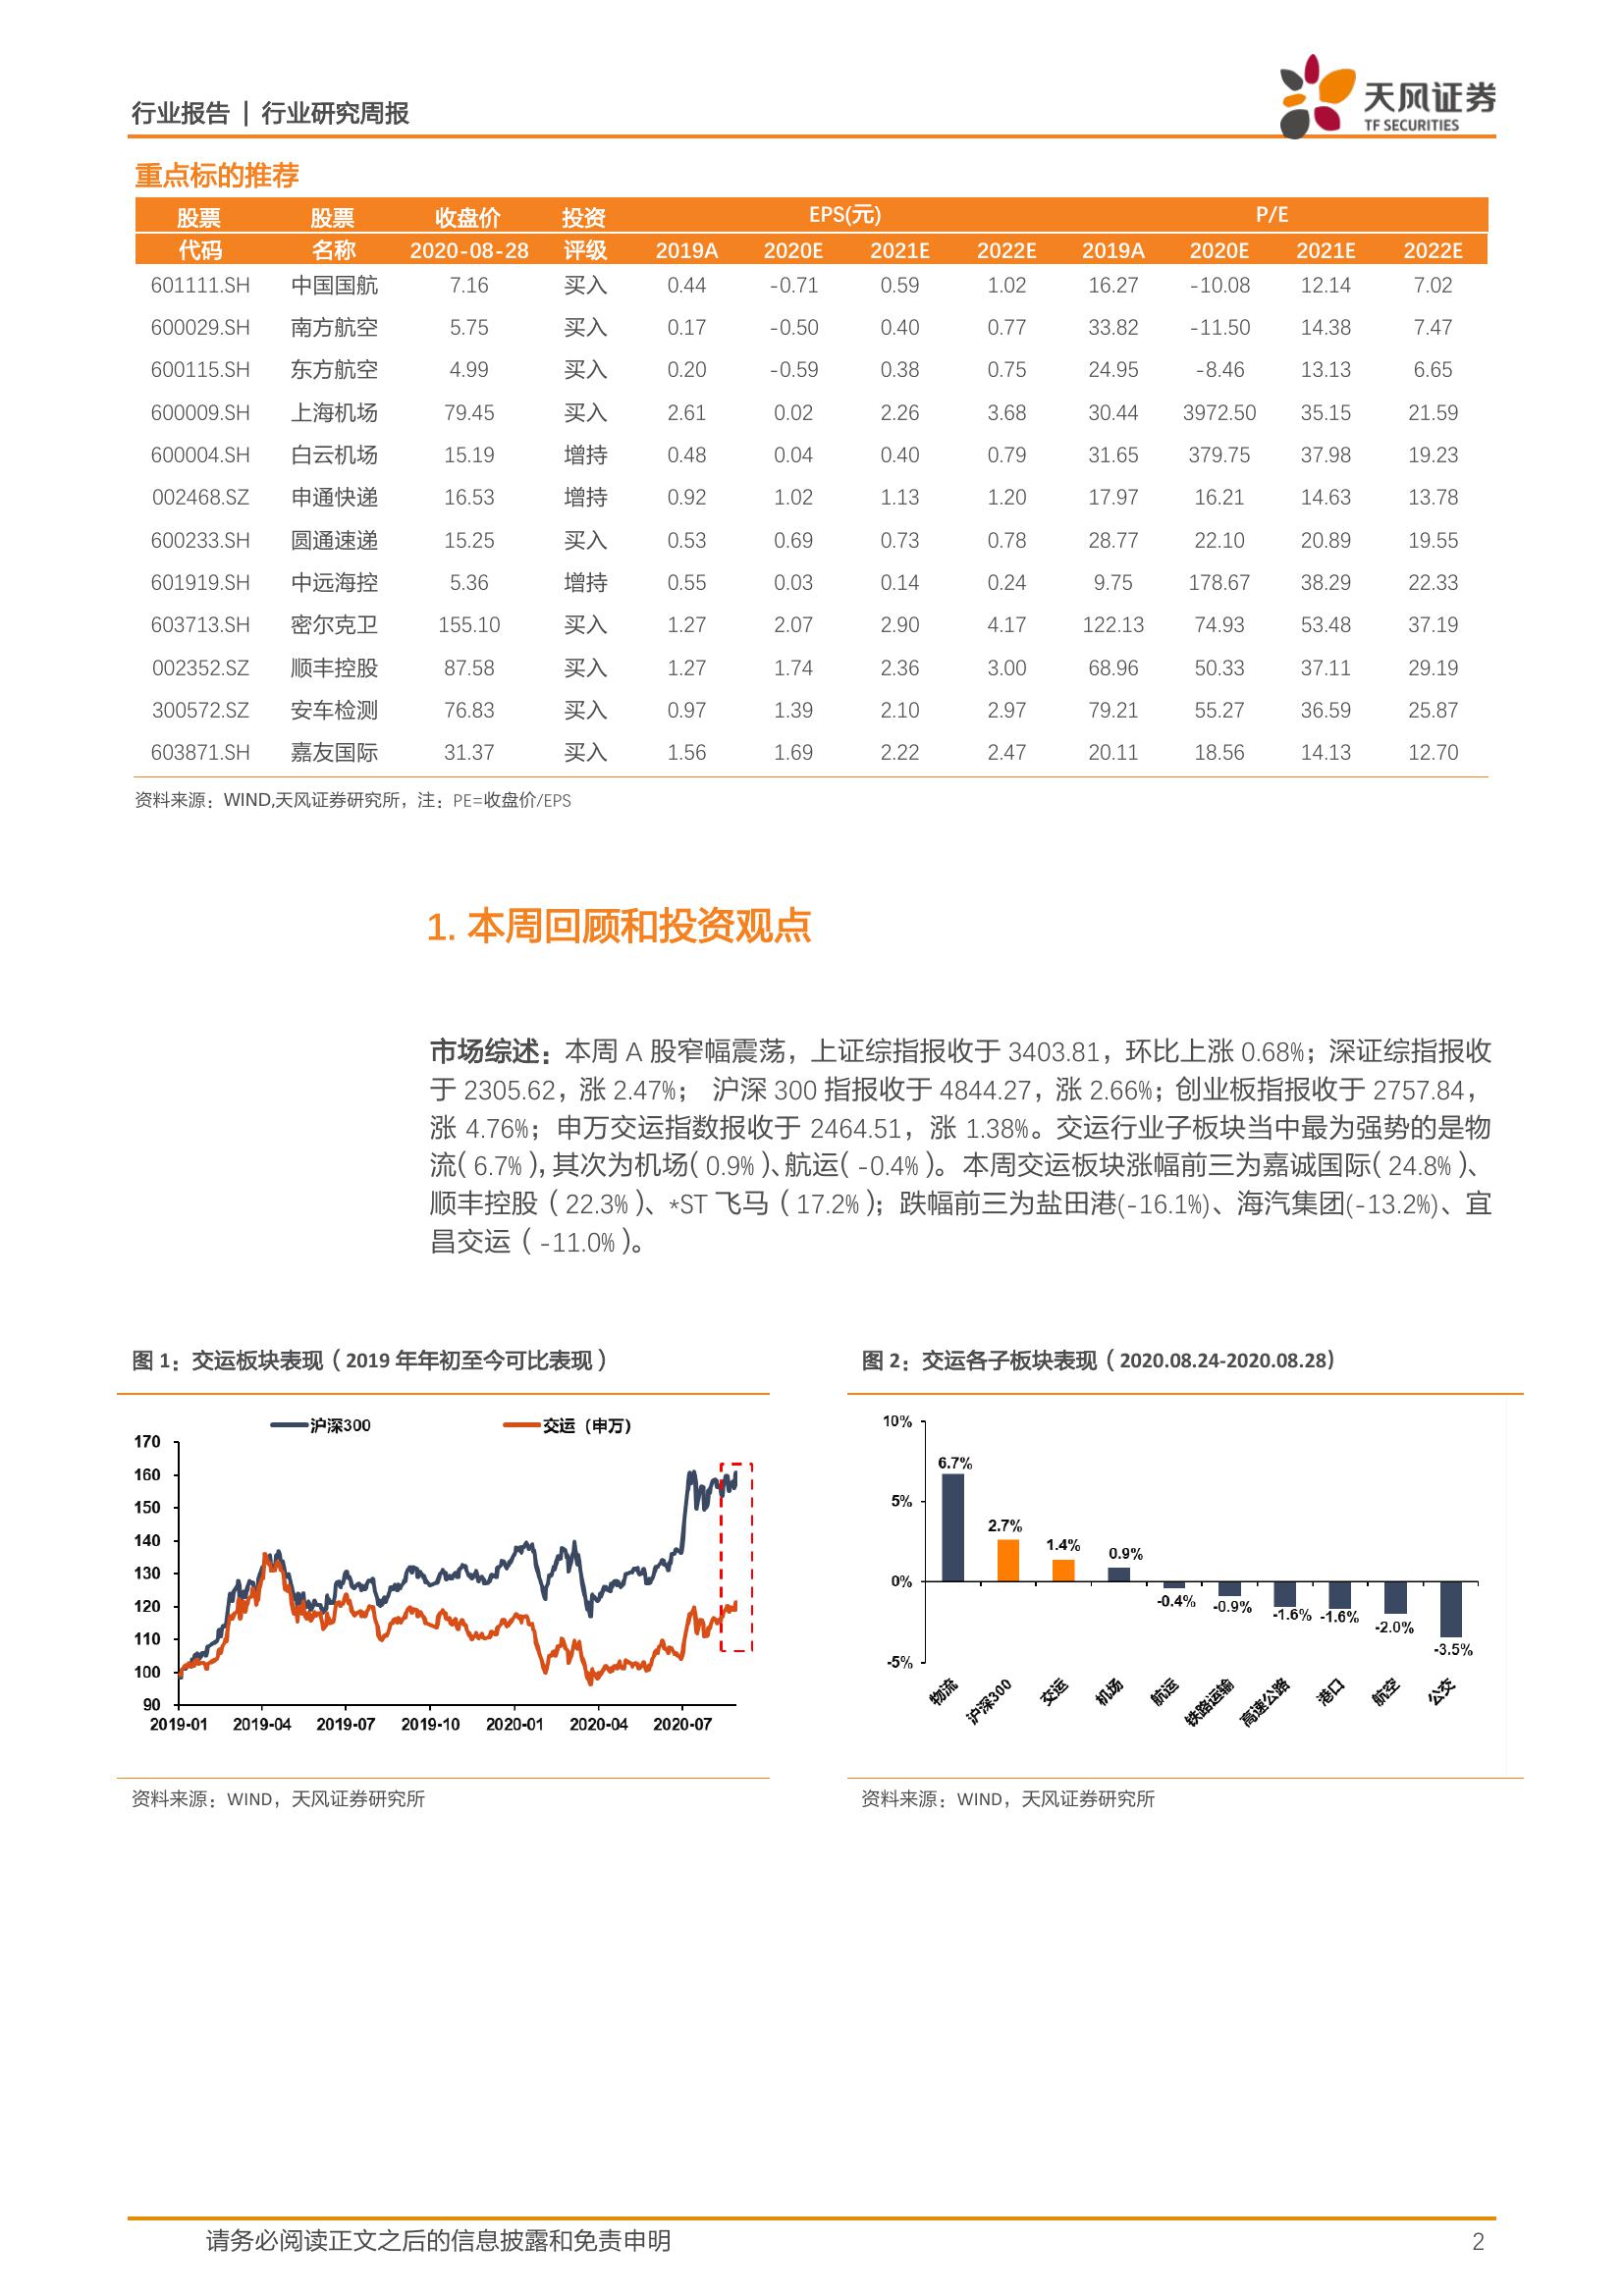 行业报告 | 行业研究周报
天风证券
TF SECURITIES
重点标的推荐
股票 股票 收盘价 投资 EPS(元) P/E
代码 名称 2020-08-28 评级 2019A 2020E 2021E 2022E 2019A 2020E 2021E 2022E
601111.SH 中国国航 7.16 买入 0.44 -0.71 0.59 1.02 16.27 -10.08 12.14 7.02
600029.SH 南方航空 5.75 买入 0.17 -0.50 0.40 0.77 33.82 -11.50 14.38 7.47
600115.SH 东方航空 4.99 买入 0.20 -0.59 0.38 0.75 24.95 -8.46 13.13 6.65
600009.SH 上海机场 79.45 买入 2.61 0.02 2.26 3.68 30.44 3972.50 35.15 21.59
600004.SH 白云机场 15.19 增持 0.48 0.04 0.40 0.79 31.65 379.75 37.98 19.23
002468.SZ 申通快递 16.53 增持 0.92 1.02 1.13 1.20 17.97 16.21 14.63 13.78
600233.SH 圆通速递 15.25 买入 0.53 0.69 0.73 0.78 28.77 22.10 20.89 19.55
601919.SH 中远海控 5.36 增持 0.55 0.03 0.14 0.24 9.75 178.67 38.29 22.33
603713.SH 密尔克卫 155.10 买入 1.27 2.07 2.90 4.17 122.13 74.93 53.48 37.19
002352.SZ 顺丰控股 87.58 买入 1.27 1.74 2.36 3.00 68.96 50.33 37.11 29.19
300572.SZ 安车检测 76.83 买入 0.97 1.39 2.10 2.97 79.21 55.27 36.59 25.87
603871.SH 嘉友国际 31.37 买入 1.56 1.69 2.22 2.47 20.11 18.56 14.13 12.70
资料来源：WIND,天风证券研究所，注：PE=收盘价/EPS
1. 本周回顾和投资观点
市场综述：本周 A 股窄幅震荡，上证综指报收于 3403.81，环比上涨 0.68%；深证综指报收
于 2305.62，涨 2.47%； 沪深 300 指报收于 4844.27，涨 2.66%；创业板指报收于 2757.84，
涨 4.76%；申万交运指数报收于 2464.51，涨 1.38%。交运行业子板块当中最为强势的是物
流（6.7%），其次为机场（0.9%）、航运（-0.4%）。本周交运板块涨幅前三为嘉诚国际（24.8%）、
顺丰控股（22.3%）、*ST 飞马（17.2%）；跌幅前三为盐田港(-16.1%)、海汽集团(-13.2%)、宜
昌交运（-11.0%）。
图 1：交运板块表现（2019 年年初至今可比表现）
沪深300 交运（申万）
170
160
150
140
130
120
110
100
90
2019-01 2019-04 2019-07 2019-10 2020-01 2020-04 2020-07
资料来源：WIND，天风证券研究所
图 2：交运各子板块表现（2020.08.24-2020.08.28）
10%
5%
0%
-5%
6.7% 2.7% 1.4% 0.9% -0.4% -0.9% -1.6% -1.6% -2.0% -3.5%
物流 沪深300 交运 机场 航运 铁路运输 高速公路 港口 航空 公交
资料来源：WIND，天风证券研究所
请务必阅读正文之后的信息披露和免责申明 2